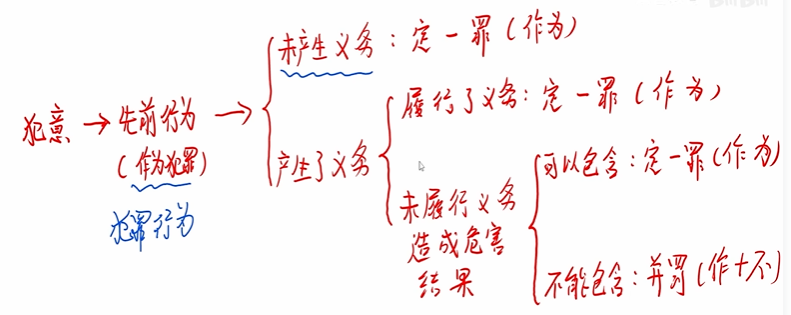 未产生义务：定一罪（作为）
犯意→先前行为→
（作为犯罪）
犯罪行为
产生了义务
履行了义务：定一罪（作为）
未履行义务
造成危害
结果
可以包含：定一罪（作为）
不能包含：并罚（作+不）